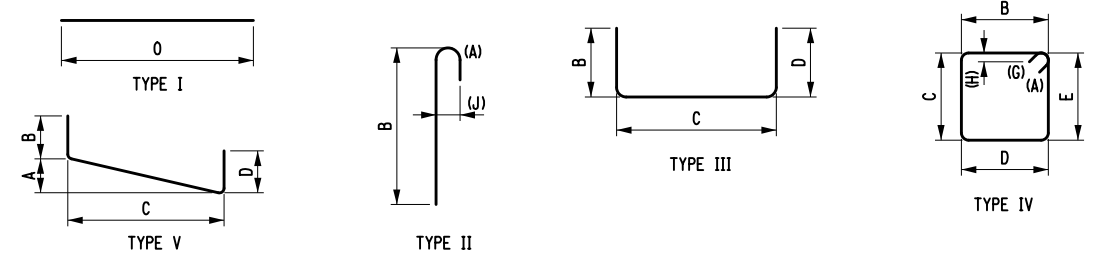 O
TYPE I
B
A
D
C
TYPE V
(A)
B
(J)
TYPE II
B
D
C
TYPE III
B
C
(H)
(G)
(A)
E
D
TYPE IV